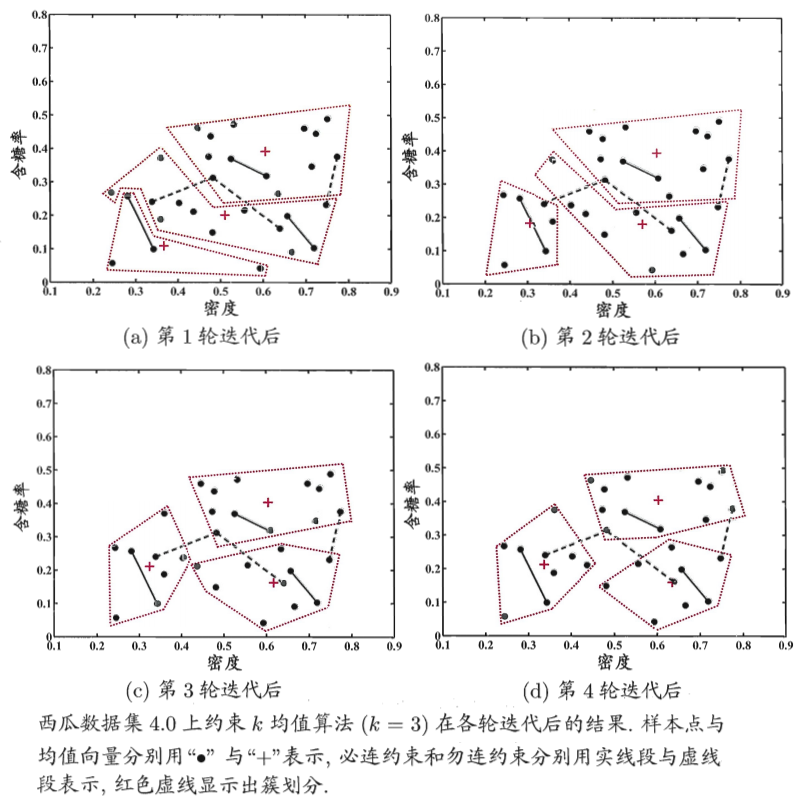 0.8 0.8
0.7 0.7
0.6 0.6
0.5 0.5
含糖率 0.4 含糖率 0.4
0.3 0.3
0.2 0.2
0.1 0.1
0 0
0.1 0.2 0.3 0.4 0.5 0.6 0.7 0.8 0.9 0.1 0.2 0.3 0.4 0.5 0.6 0.7 0.8 0.9
密度 密度
(a) 第 1 轮迭代后 (b) 第 2 轮迭代后
0.8 0.8
0.7 0.7
0.6 0.6
0.5 0.5
含糖率 0.4 含糖率 0.4
0.3 0.3
0.2 0.2
0.1 0.1
0 0
0.1 0.2 0.3 0.4 0.5 0.6 0.7 0.8 0.9 0.1 0.2 0.3 0.4 0.5 0.6 0.7 0.8 0.9
密度 密度
(c) 第 3 轮迭代后 (d) 第 4 轮迭代后
西瓜数据集 4.0 上约束 k 均值算法 (k = 3) 在各轮迭代后的结果. 样本点与
均值向量分别用“●” 与“+”表示, 必连约束和勿连约束分别用实线段与虚线
段表示, 红色虚线显示出簇划分.